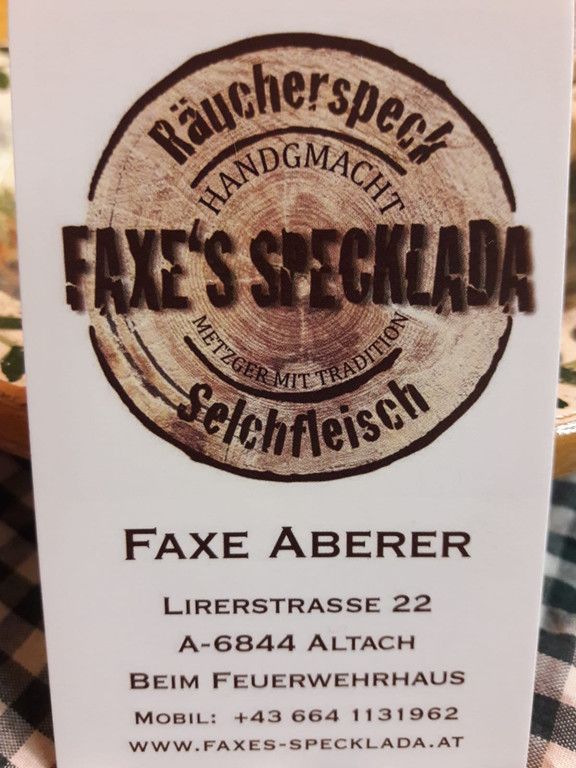 Räucherspeck
HANDGMACHT
FAXE'S SPECKLADA
METZGER MIT TRADITION
Selchfleisch
FAXE ABERER
LIRERSTRASSE 22
A-6844 ALTACH
BEIM FEUERWEHRHAUS
MOBIL: +43 664 1131962
WWW.FAXES-SPECKLADA.AT